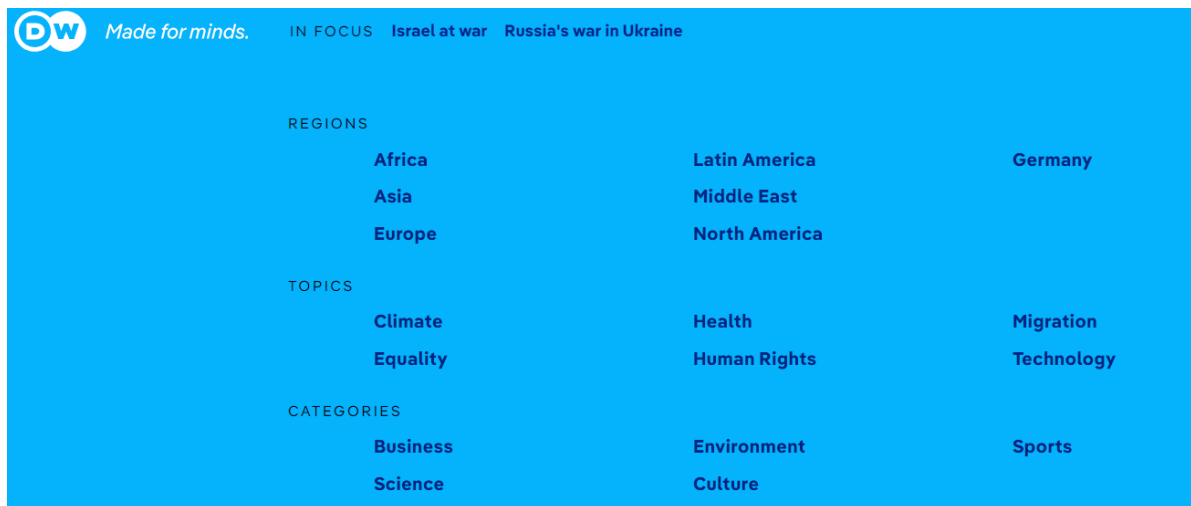 DW Made for minds. IN FOCUS Israel at war Russia's war in Ukraine
REGIONS
Africa Latin America Germany
Asia Middle East
Europe North America
TOPICS
Climate Health Migration
Equality Human Rights Technology
CATEGORIES
Business Environment Sports
Science Culture